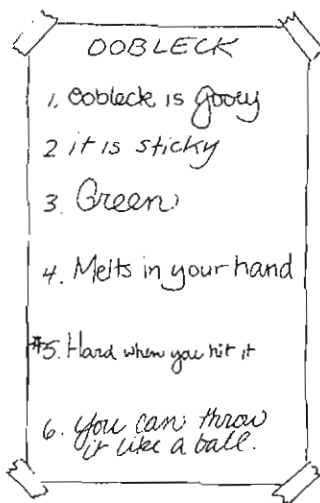 OOBLECK
1. Oobleck is gooey
2 it is sticky
3. Green
4. Melts in your hand
*5. Hard when you hit it
6. You can throw
it like a ball.